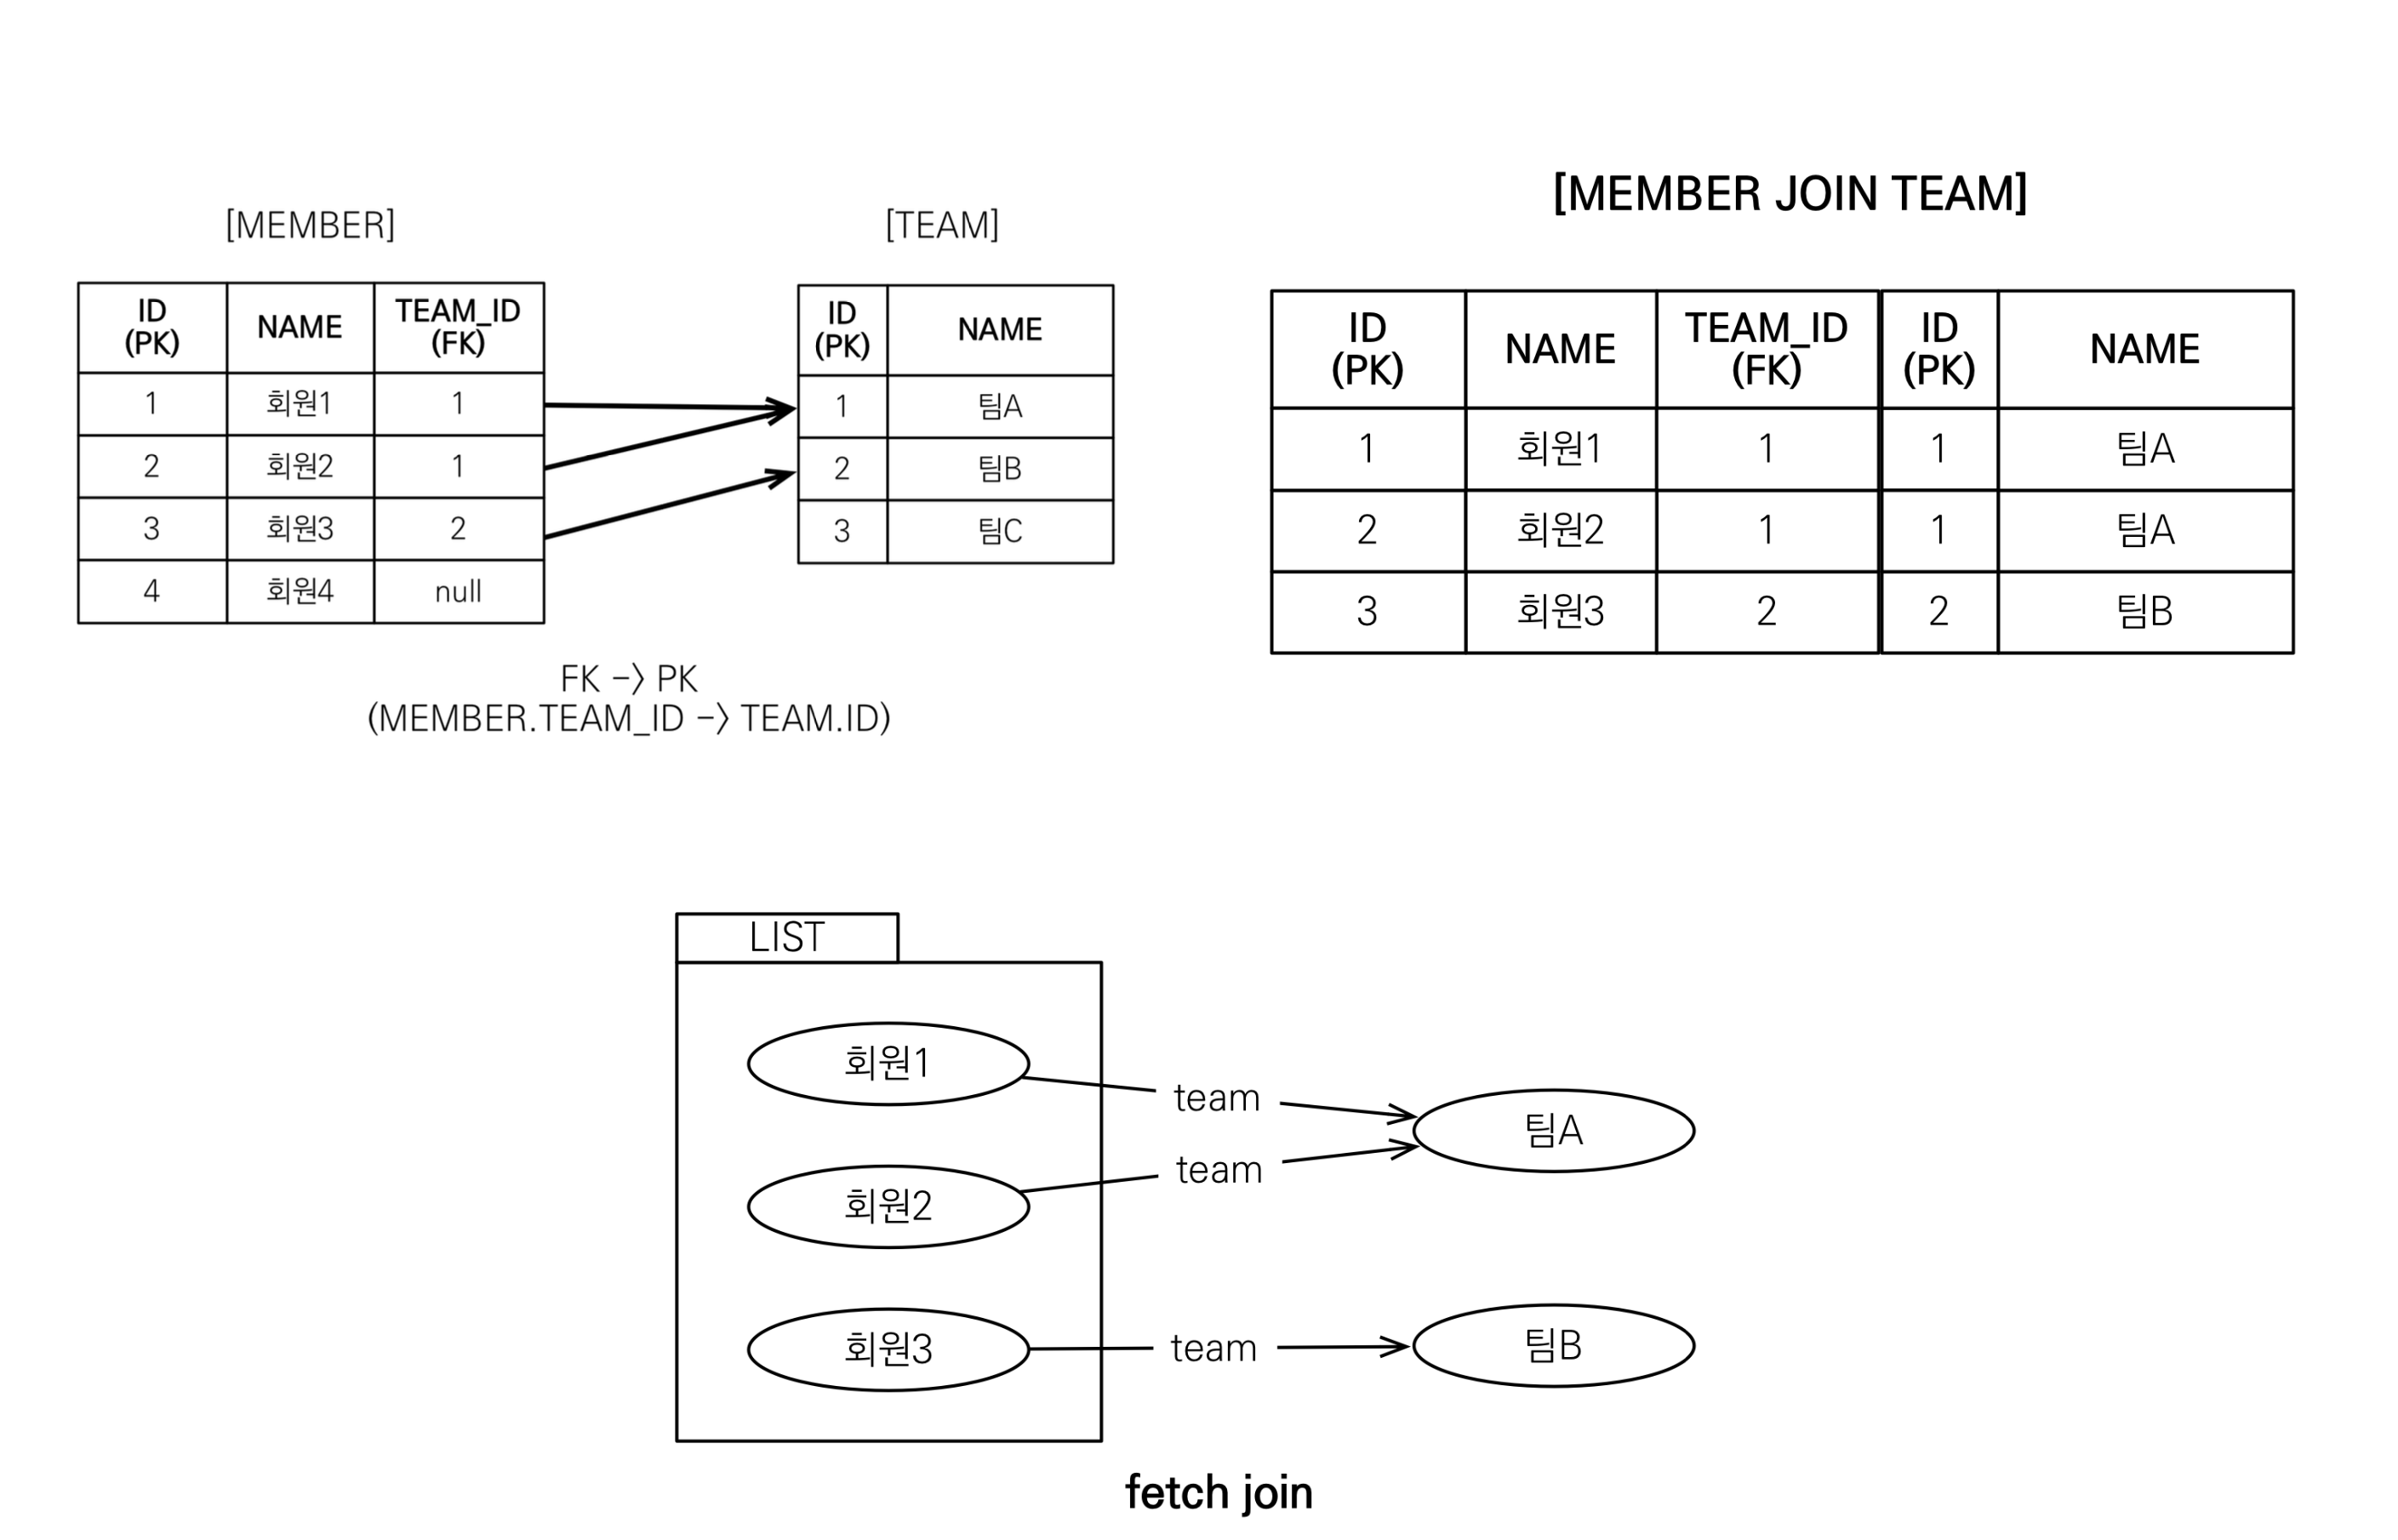 [MEMBER]
ID
(PK)
NAME
TEAM_ID
(FK)
1 회원1 1
2 회원2 1
3 회원3 2
4 회원4 null
[TEAM]
ID
(PK)
NAME
1 팀A
2 팀B
3 팀C
FK -> PK
(MEMBER.TEAM_ID -> TEAM.ID)
[MEMBER JOIN TEAM]
ID
(PK)
NAME
TEAM_ID
(FK)
ID
(PK)
NAME
1 회원1 1 1 팀A
2 회원2 1 1 팀A
3 회원3 2 2 팀B
LIST
회원1
team
팀A
회원2
team
회원3
team
팀B
fetch join